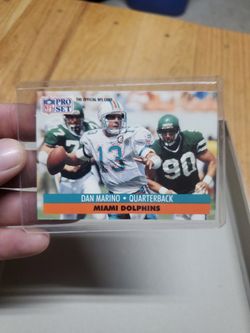 PRO
SET
THE OFFICIAL NFL CARD
13
90
DAN MARINO • QUARTERBACK
MIAMI DOLPHINS